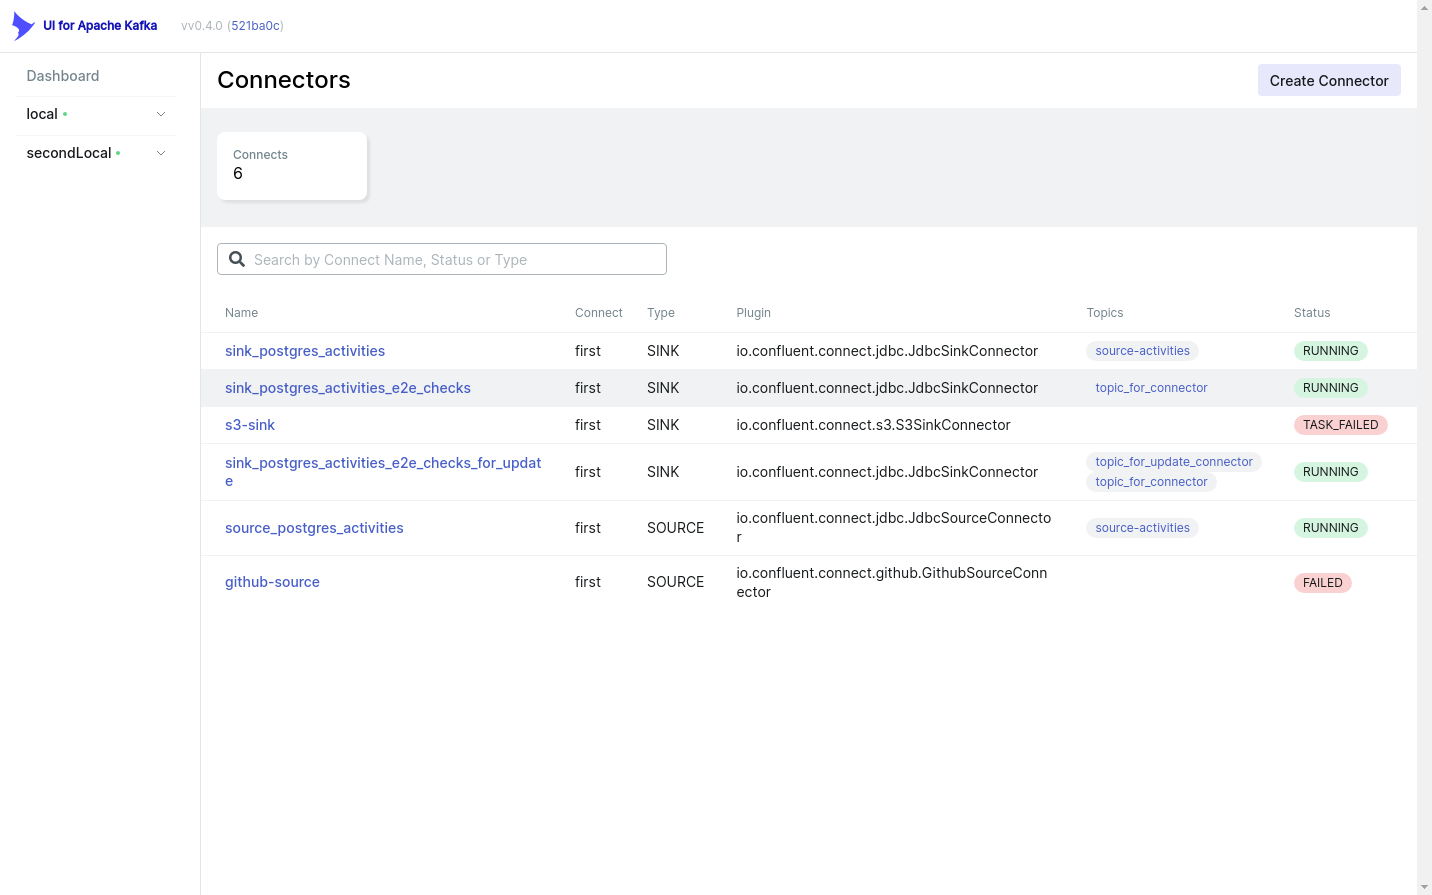 UI for Apache Kafka vv0.4.0 (521ba0c)
Dashboard
local
secondLocal
Connectors
Create Connector
Connects
6
Search by Connect Name, Status or Type
Name Connect Type Plugin Topics Status
sink_postgres_activities first SINK io.confluent.connect.jdbc.JdbcSinkConnector source-activities RUNNING
sink_postgres_activities_e2e_checks first SINK io.confluent.connect.jdbc.JdbcSinkConnector topic_for_connector RUNNING
s3-sink first SINK io.confluent.connect.s3.S3SinkConnector TASK_FAILED
sink_postgres_activities_e2e_checks_for_updat
e
first SINK io.confluent.connect.jdbc.JdbcSinkConnector
topic_for_update_connector
topic_for_connector
RUNNING
source_postgres_activities first SOURCE
io.confluent.connect.jdbc.JdbcSourceConnecto
r
source-activities RUNNING
github-source first SOURCE
io.confluent.connect.github.GithubSourceConn
ector
FAILED